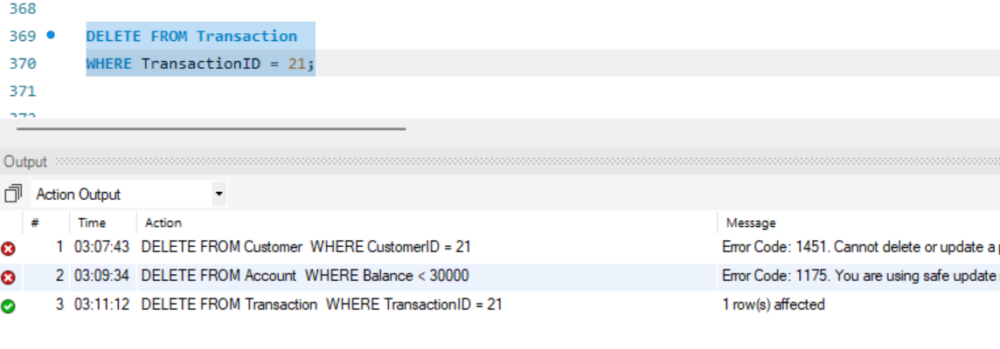 368
369 DELETE FROM Transaction
370 WHERE TransactionID = 21;
371
372
Output
Action Output
# Time Action Message
1 03:07:43 DELETE FROM Customer WHERE CustomerID = 21 Error Code: 1451. Cannot delete or update a
2 03:09:34 DELETE FROM Account WHERE Balance < 30000 Error Code: 1175. You are using safe update
3 03:11:12 DELETE FROM Transaction WHERE TransactionID = 21 1 row(s) affected